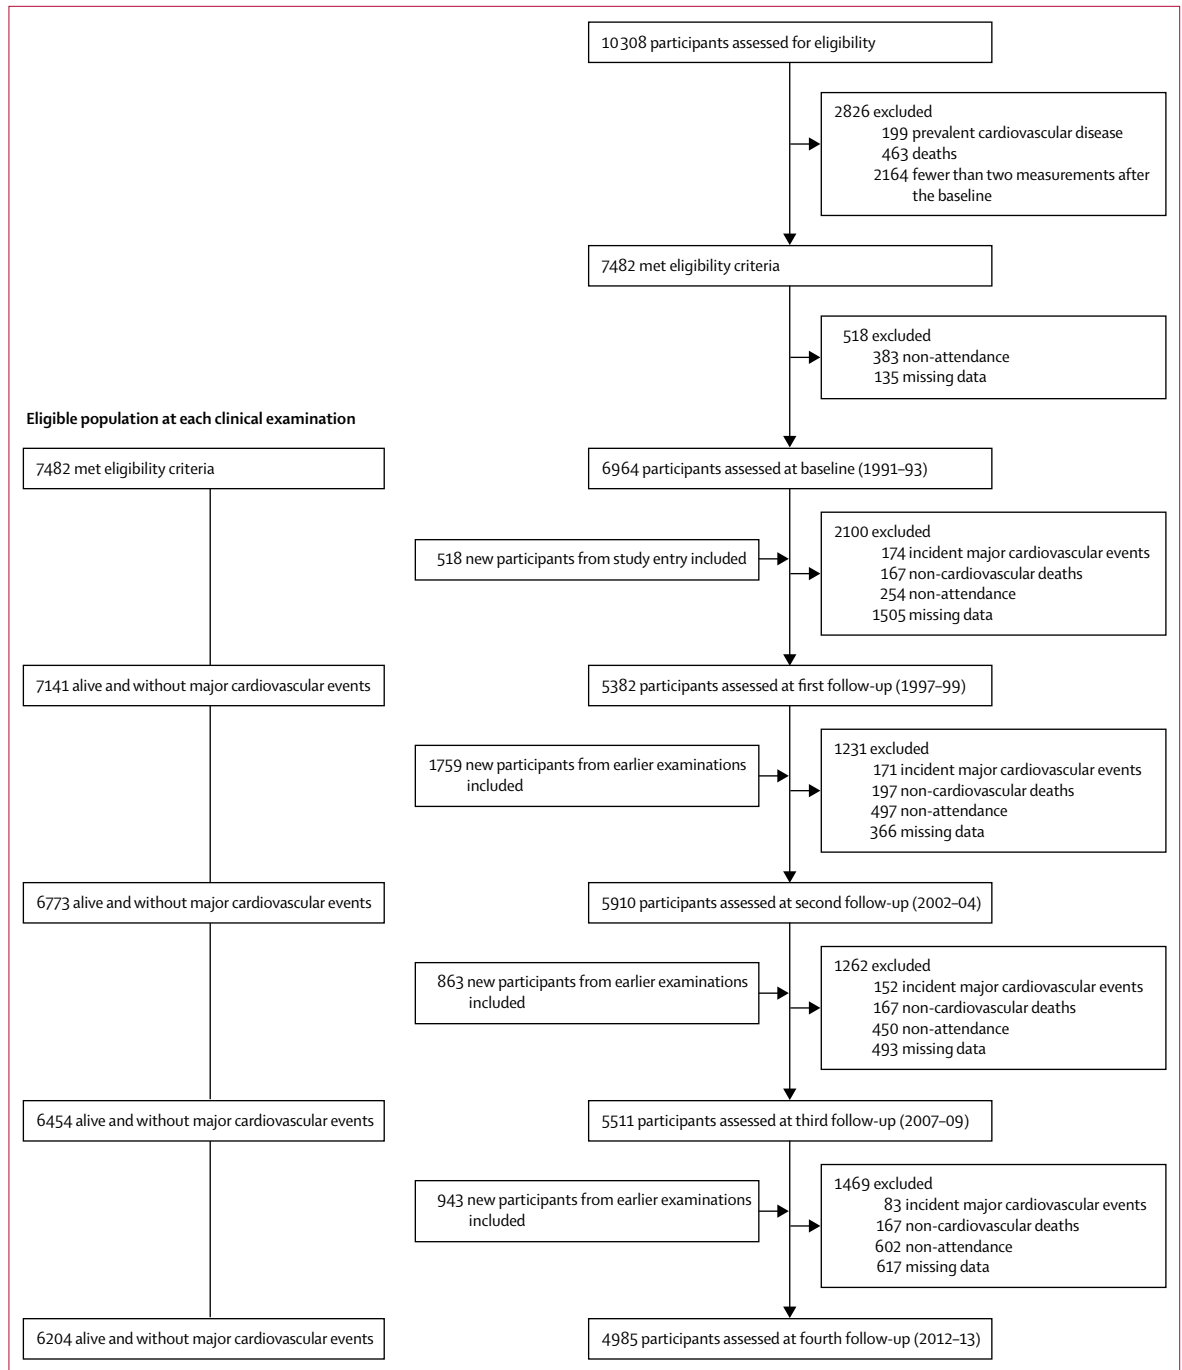 10 308 participants assessed for eligibility
2826 excluded
199 prevalent cardiovascular disease
463 deaths
2164 fewer than two measurements after
the baseline
7482 met eligibility criteria
518 excluded
383 non-attendance
135 missing data
Eligible population at each clinical examination
7482 met eligibility criteria
6964 participants assessed at baseline (1991–93)
518 new participants from study entry included
2100 excluded
174 incident major cardiovascular events
167 non-cardiovascular deaths
254 non-attendance
1505 missing data
7141 alive and without major cardiovascular events
5382 participants assessed at first follow-up (1997–99)
1759 new participants from earlier examinations
included
1231 excluded
171 incident major cardiovascular events
197 non-cardiovascular deaths
497 non-attendance
366 missing data
6773 alive and without major cardiovascular events
5910 participants assessed at second follow-up (2002–04)
863 new participants from earlier examinations
included
1262 excluded
152 incident major cardiovascular events
167 non-cardiovascular deaths
450 non-attendance
493 missing data
6454 alive and without major cardiovascular events
5511 participants assessed at third follow-up (2007–09)
943 new participants from earlier examinations
included
1469 excluded
83 incident major cardiovascular events
167 non-cardiovascular deaths
602 non-attendance
617 missing data
6204 alive and without major cardiovascular events
4985 participants assessed at fourth follow-up (2012–13)